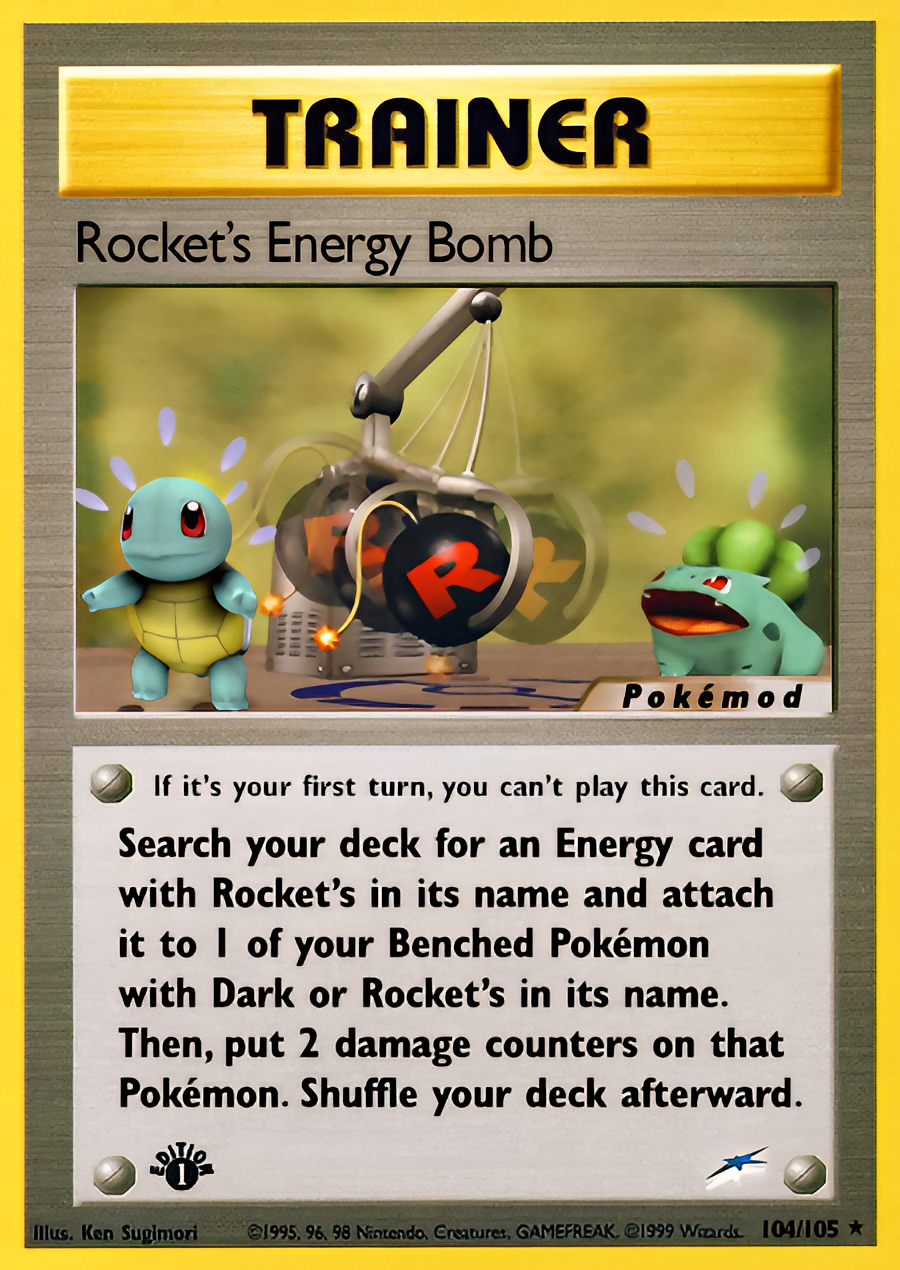 TRAINER
Rocket's Energy Bomb
R R R
Pokémod
If it's your first turn, you can't play this card.
Search your deck for an Energy card
with Rocket's in its name and attach
it to 1 of your Benched Pokémon
with Dark or Rocket's in its name.
Then, put 2 damage counters on that
Pokémon. Shuffle your deck afterward.
EDITION
1
Illus. Ken Sugimori ©1995, 96, 98 Nintendo, Creatures, GAMEFREAK. ©1999 Wizards. 104/105 ★